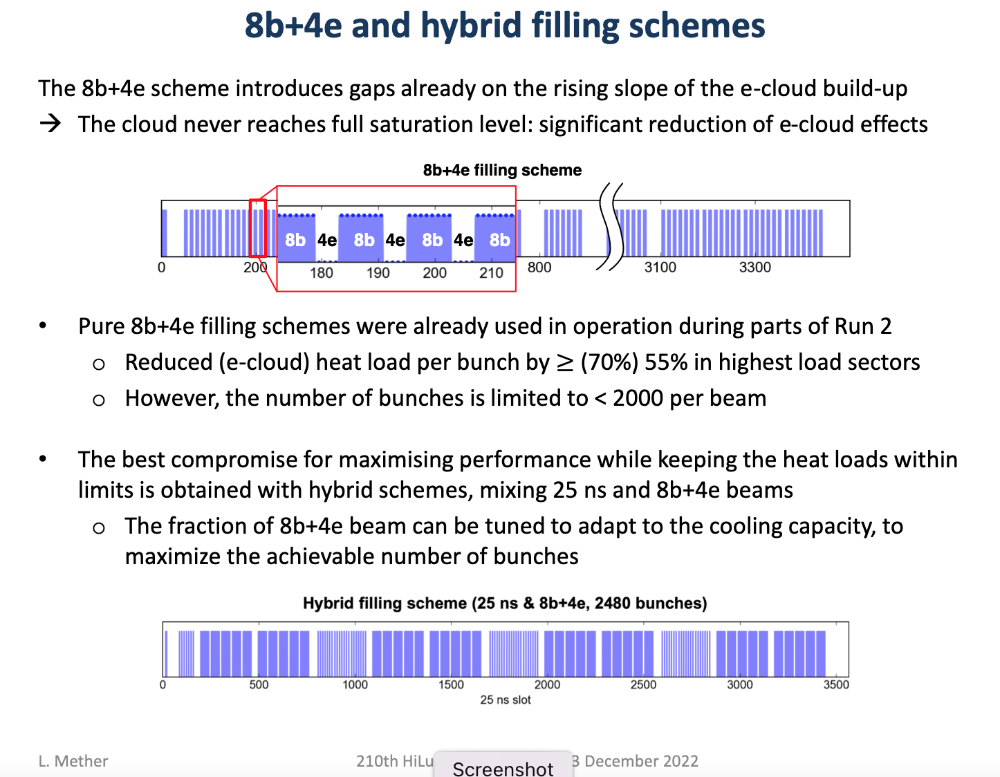 8b+4e and hybrid filling schemes
The 8b+4e scheme introduces gaps already on the rising slope of the e-cloud build-up
→ The cloud never reaches full saturation level: significant reduction of e-cloud effects
8b+4e filling scheme
8b 4e 8b 4e 8b 4e 8b
180 190 200 210
0 200 800 3100 3300
• Pure 8b+4e filling schemes were already used in operation during parts of Run 2
o Reduced (e-cloud) heat load per bunch by ≥ (70%) 55% in highest load sectors
o However, the number of bunches is limited to < 2000 per beam
• The best compromise for maximising performance while keeping the heat loads within
limits is obtained with hybrid schemes, mixing 25 ns and 8b+4e beams
o The fraction of 8b+4e beam can be tuned to adapt to the cooling capacity, to
maximize the achievable number of bunches
Hybrid filling scheme (25 ns & 8b+4e, 2480 bunches)
0 500 1000 1500 2000 2500 3000 3500
25 ns slot
L. Mether 210th HiLu 3 December 2022
Screenshot